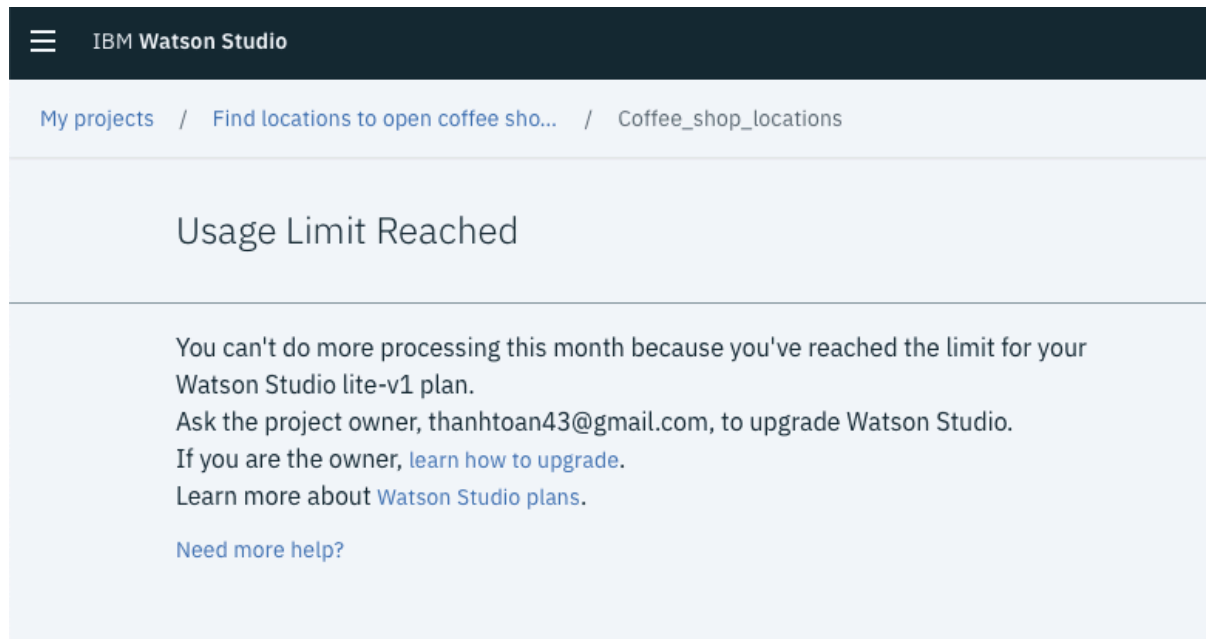 IBM Watson Studio
My projects / Find locations to open coffee sho... / Coffee_shop_locations
Usage Limit Reached
You can't do more processing this month because you've reached the limit for your
Watson Studio lite-v1 plan.
Ask the project owner, thanhtoan43@gmail.com, to upgrade Watson Studio.
If you are the owner, learn how to upgrade.
Learn more about Watson Studio plans.
Need more help?